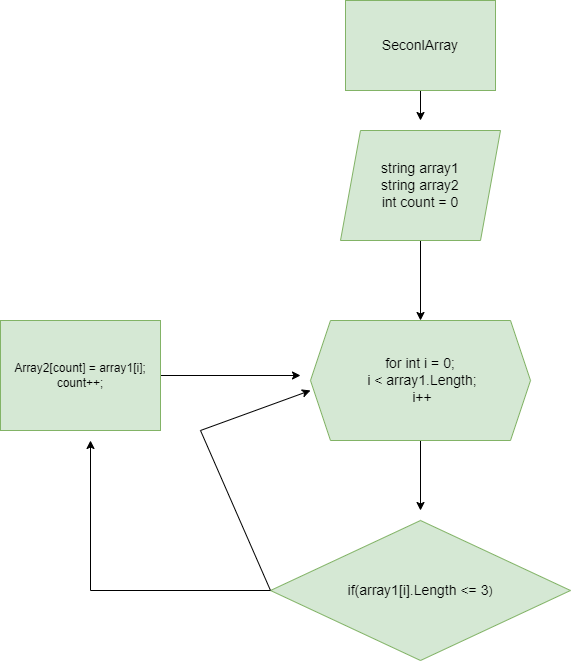 SeconlArray
string array1
string array2
int count = 0
for int i = 0;
i < array1.Length;
i++
Array2[count] = array1[i];
count++;
if(array1[i].Length <= 3)